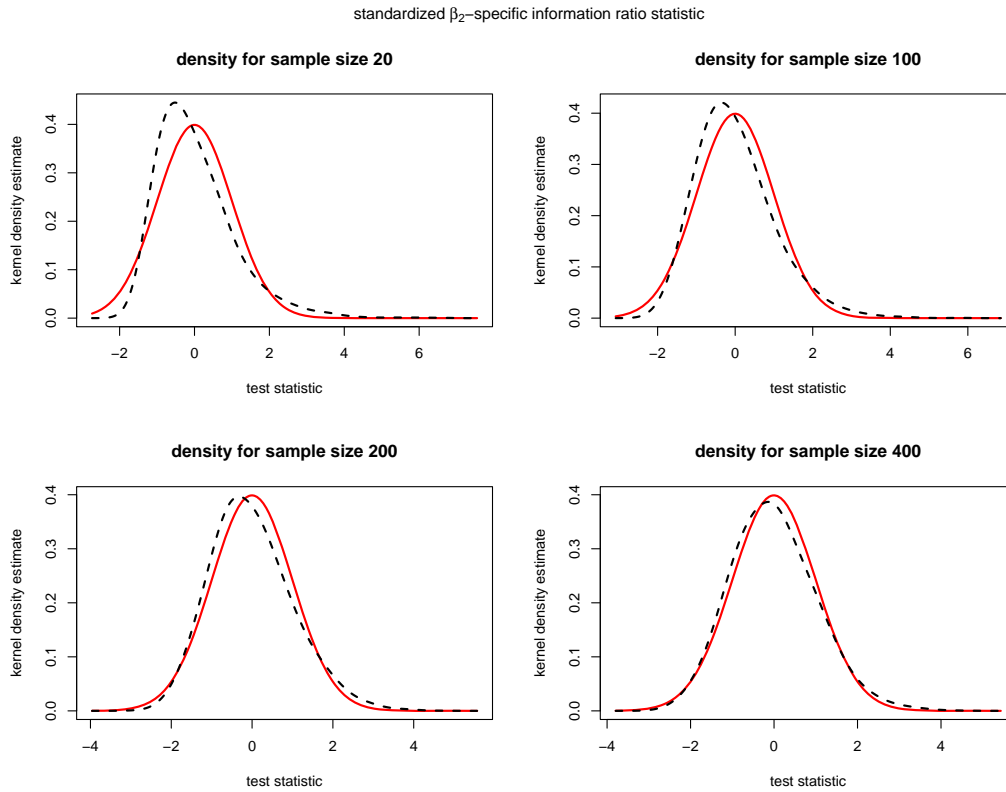 standardized β₂−specific information ratio statistic
density for sample size 20
kernel density estimate
0.0 0.1 0.2 0.3 0.4
−2 0 2 4 6
test statistic
density for sample size 100
kernel density estimate
0.0 0.1 0.2 0.3 0.4
−2 0 2 4 6
test statistic
density for sample size 200
kernel density estimate
0.0 0.1 0.2 0.3 0.4
−4 −2 0 2 4
test statistic
density for sample size 400
kernel density estimate
0.0 0.1 0.2 0.3 0.4
−4 −2 0 2 4
test statistic